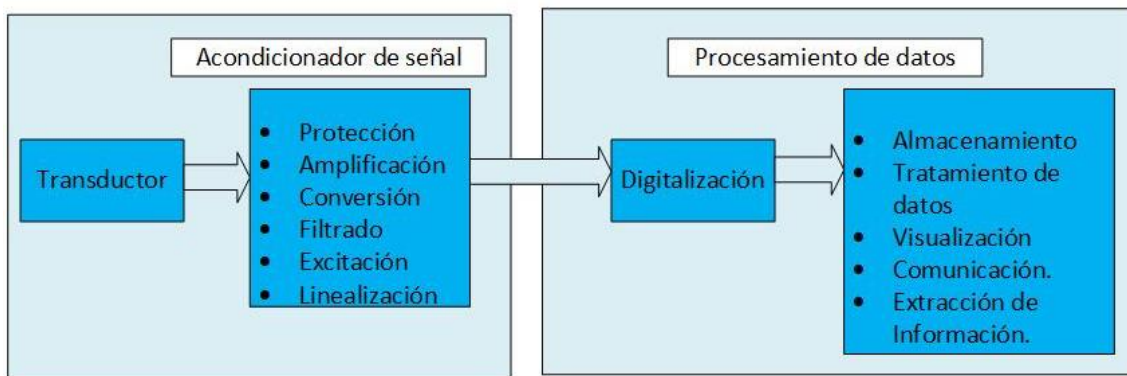 Acondicionador de señal
Transductor
• Protección
• Amplificación
• Conversión
• Filtrado
• Excitación
• Linealización
Procesamiento de datos
Digitalización
• Almacenamiento
• Tratamiento de
datos
• Visualización
• Comunicación.
• Extracción de
Información.